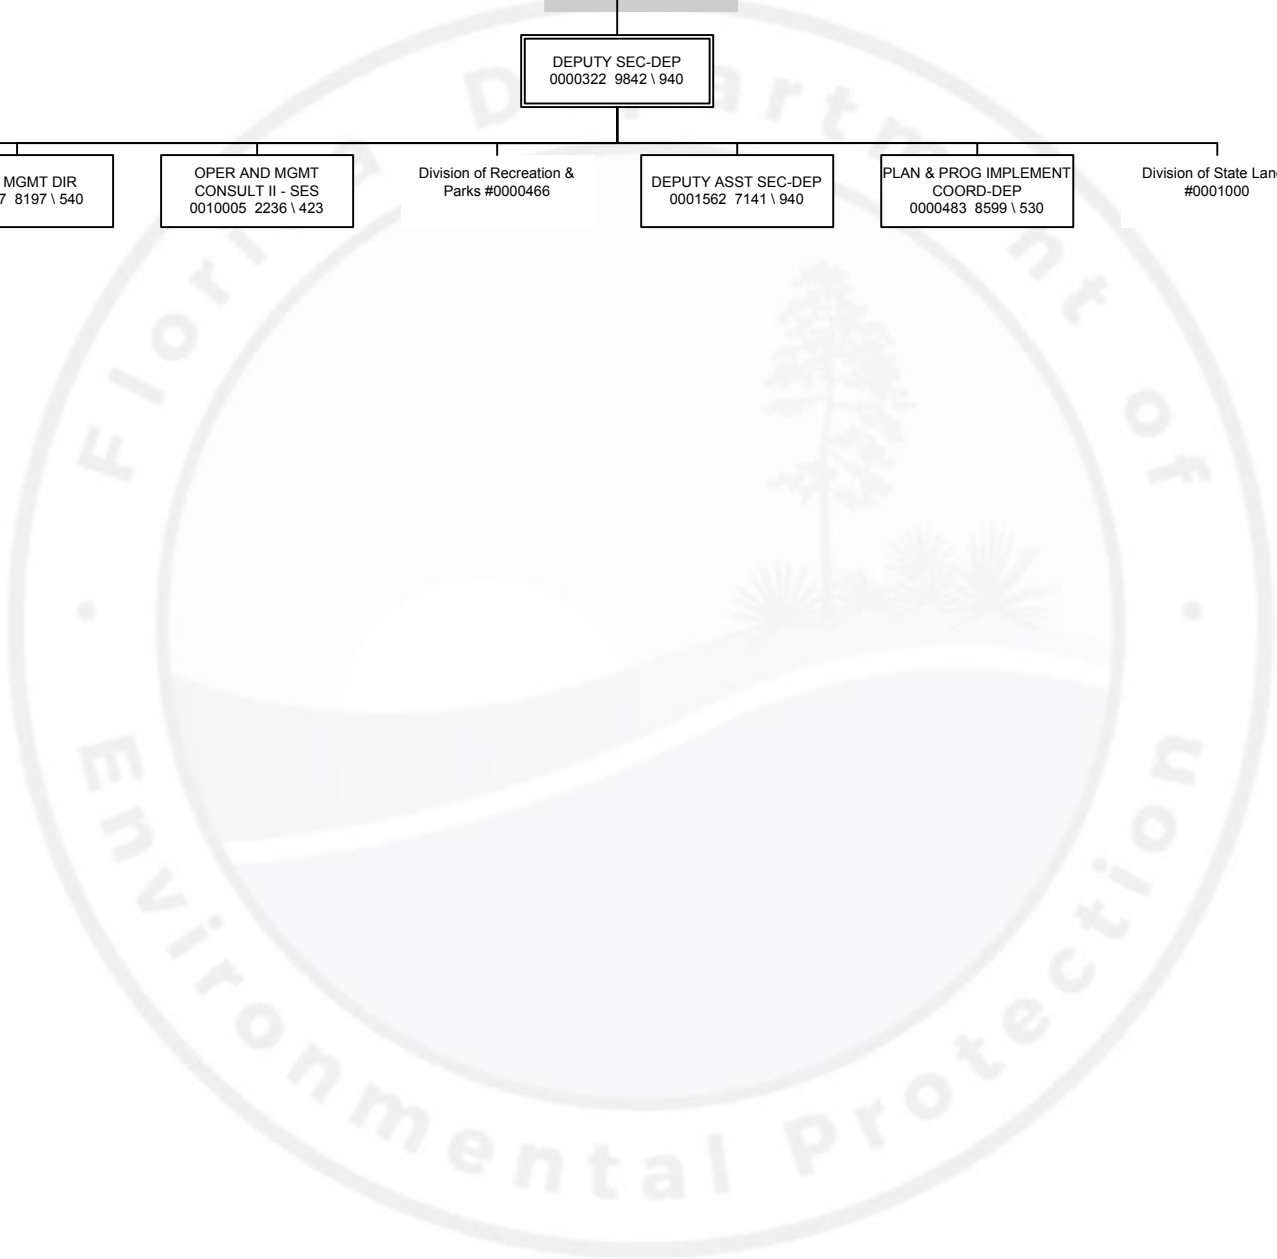 DEPUTY SEC-DEP
0000322 9842 \ 940
MGMT DIR
7 8197 \ 540
OPER AND MGMT
CONSULT II - SES
0010005 2236 \ 423
Division of Recreation &
Parks #0000466
DEPUTY ASST SEC-DEP
0001562 7141 \ 940
PLAN & PROG IMPLEMENT
COORD-DEP
0000483 8599 \ 530
Division of State Lan
#0001000
Florida Department of
Environmental Protection